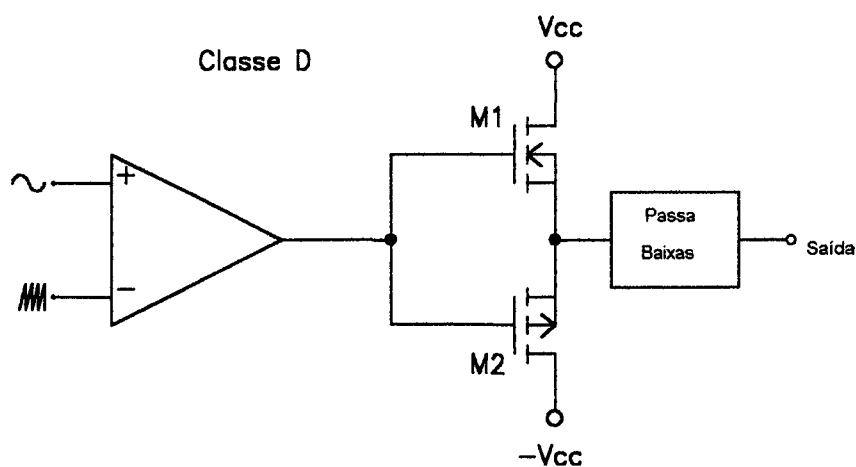 Vcc
Classe D
M1
+
Passa
Baixas
Saída
−
M2
−Vcc